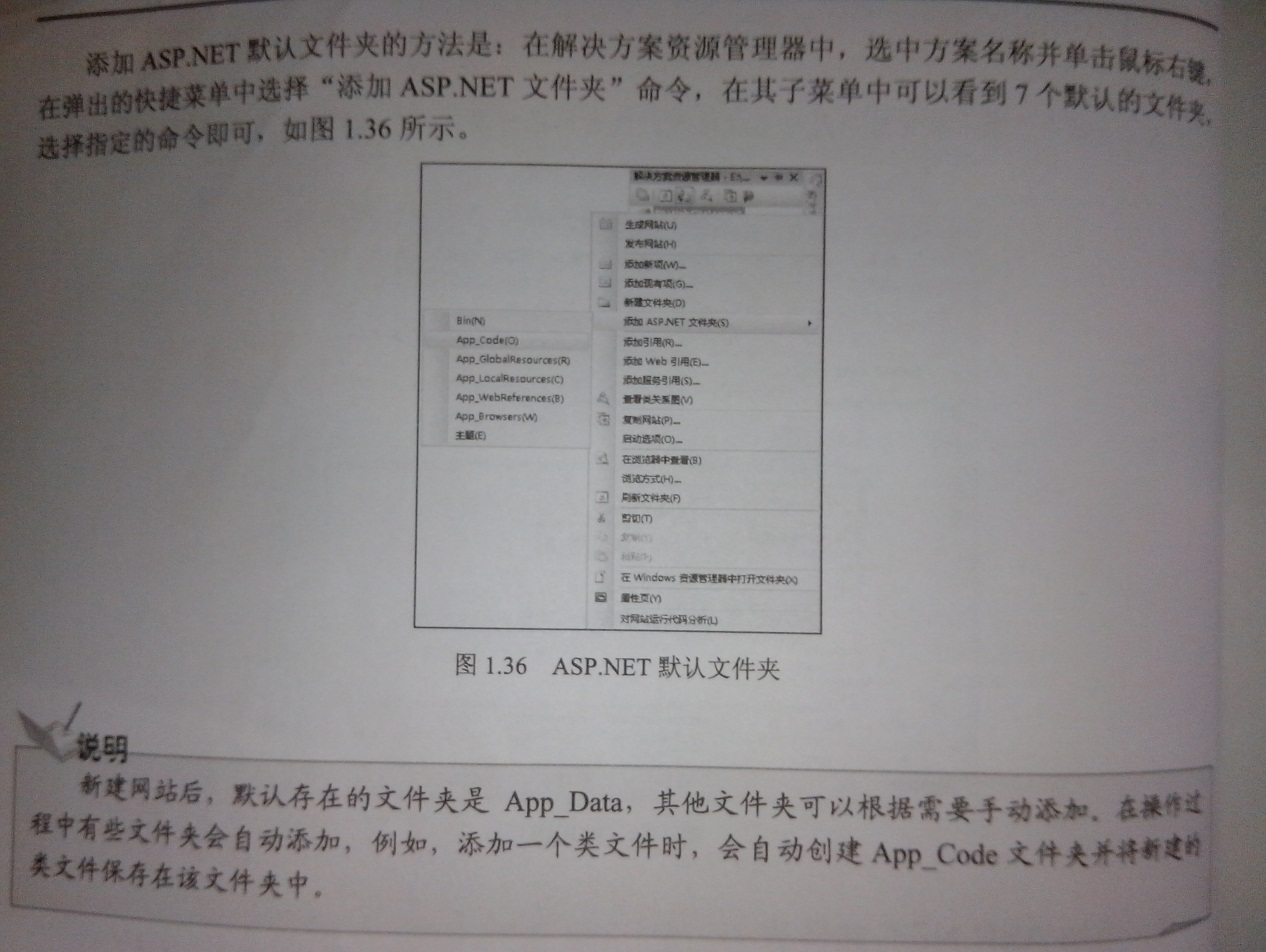 添加 ASP.NET 默认文件夹的方法是：在解决方案资源管理器中，选中方案名称并单击鼠标右键，
在弹出的快捷菜单中选择“添加 ASP.NET 文件夹”命令，在其子菜单中可以看到 7 个默认的文件夹，
选择指定的命令即可，如图 1.36 所示。
解决方案资源管理器 - E:\...
生成网站(U)
发布网站(H)
添加新项(W)...
添加现有项(G)...
新建文件夹(D)
添加 ASP.NET 文件夹(S)
添加引用(R)...
添加 Web 引用(E)...
添加服务引用(S)...
查看类关系图(V)
复制网站(P)...
启动选项(O)...
在浏览器中查看(B)
浏览方式(H)...
刷新文件夹(F)
剪切(T)
在 Windows 资源管理器中打开文件夹(X)
属性页(Y)
对网站运行代码分析(L)
Bin(N)
App_Code(O)
App_GlobalResources(R)
App_LocalResources(C)
App_WebReferences(B)
App_Browsers(W)
主题(E)
图 1.36 ASP.NET 默认文件夹
说明
新建网站后，默认存在的文件夹是 App_Data，其他文件夹可以根据需要手动添加。在操作过
程中有些文件夹会自动添加，例如，添加一个类文件时，会自动创建 App_Code 文件夹并将新建的
类文件保存在该文件夹中。